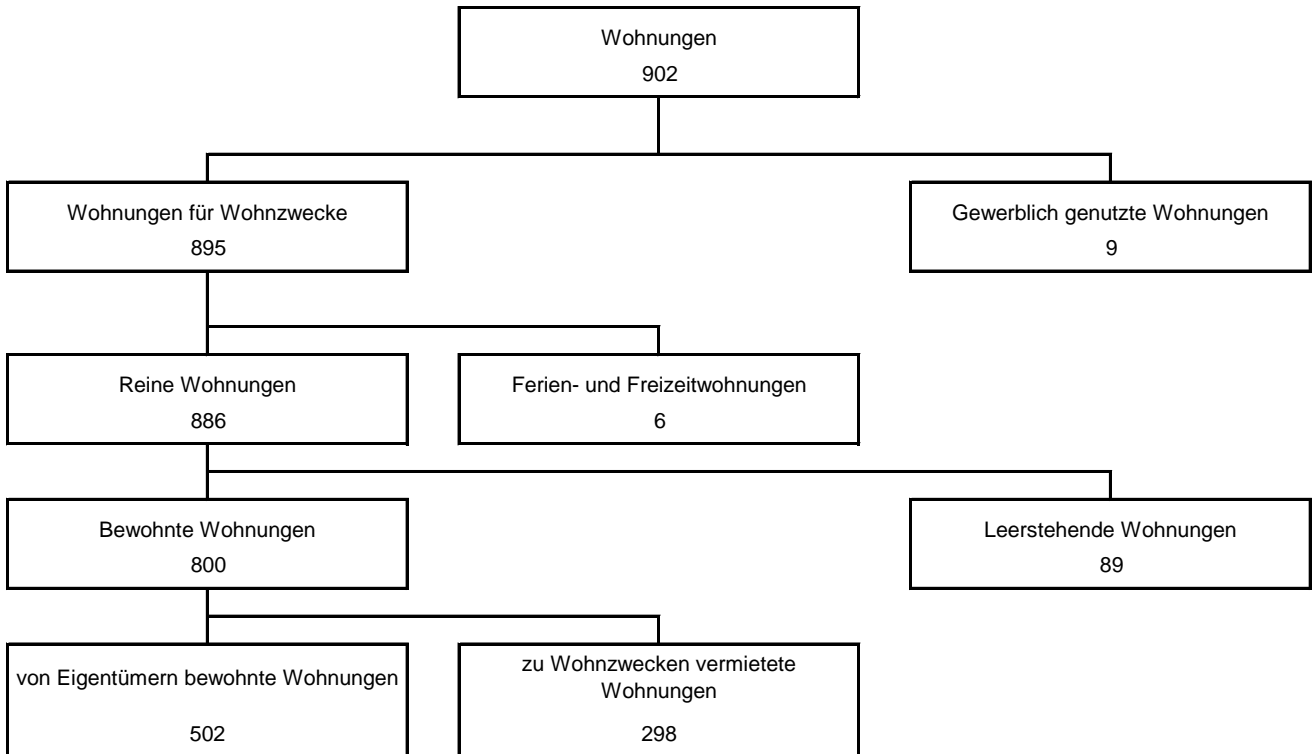 Wohnungen
902
Wohnungen für Wohnzwecke
895
Gewerblich genutzte Wohnungen
9
Reine Wohnungen
886
Ferien- und Freizeitwohnungen
6
Bewohnte Wohnungen
800
Leerstehende Wohnungen
89
von Eigentümern bewohnte Wohnungen
502
zu Wohnzwecken vermietete
Wohnungen
298